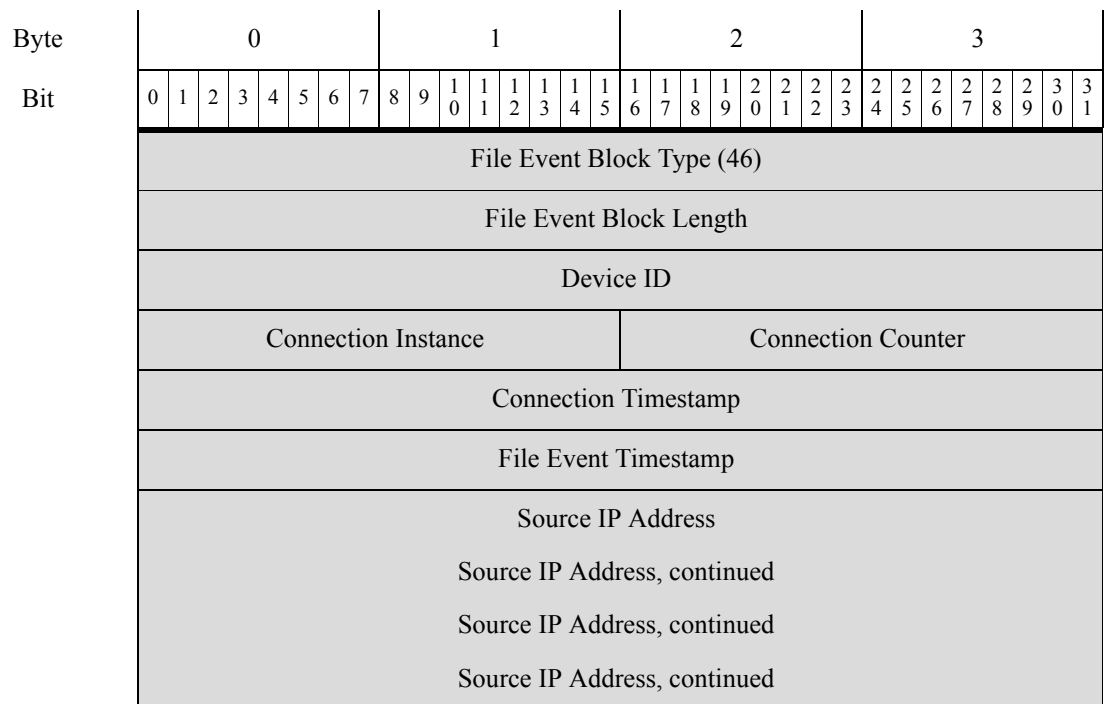 Byte 0 1 2 3
Bit 0 1 2 3 4 5 6 7 8 9 10 11 12 13 14 15 16 17 18 19 20 21 22 23 24 25 26 27 28 29 30 31
File Event Block Type (46)
File Event Block Length
Device ID
Connection Instance Connection Counter
Connection Timestamp
File Event Timestamp
Source IP Address
Source IP Address, continued
Source IP Address, continued
Source IP Address, continued